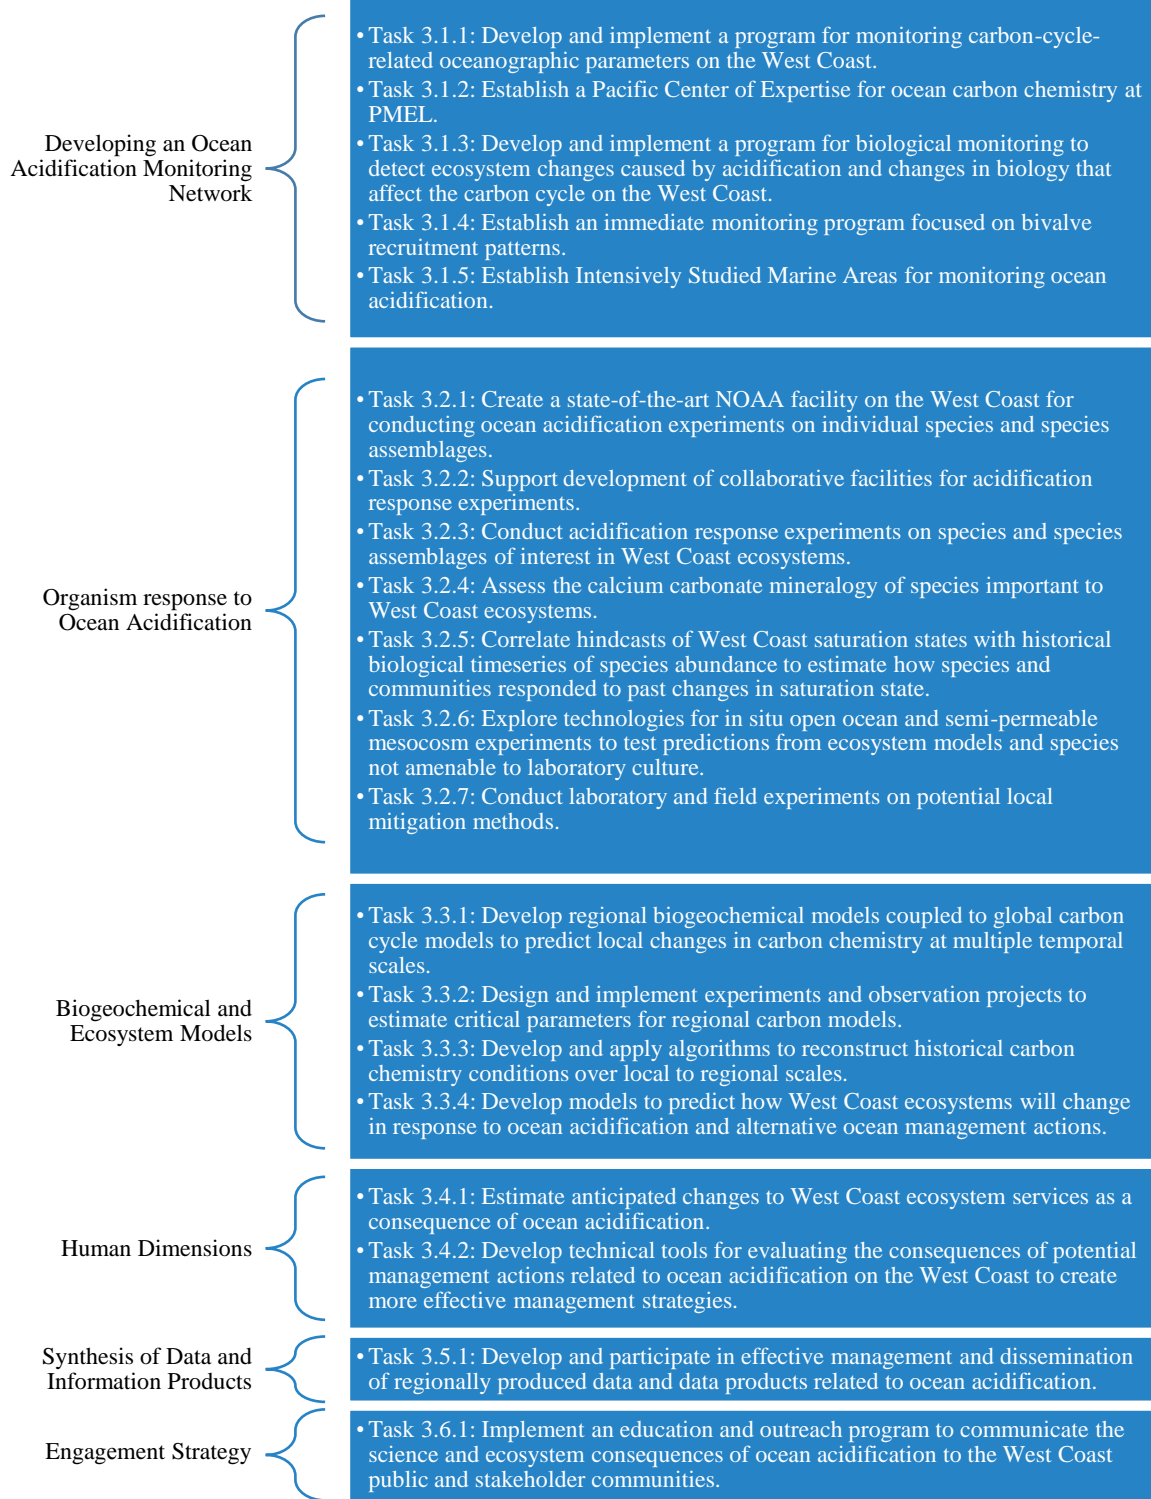 Developing an Ocean
Acidification Monitoring
Network
• Task 3.1.1: Develop and implement a program for monitoring carbon-cycle-
related oceanographic parameters on the West Coast.
• Task 3.1.2: Establish a Pacific Center of Expertise for ocean carbon chemistry at
PMEL.
• Task 3.1.3: Develop and implement a program for biological monitoring to
detect ecosystem changes caused by acidification and changes in biology that
affect the carbon cycle on the West Coast.
• Task 3.1.4: Establish an immediate monitoring program focused on bivalve
recruitment patterns.
• Task 3.1.5: Establish Intensively Studied Marine Areas for monitoring ocean
acidification.
Organism response to
Ocean Acidification
• Task 3.2.1: Create a state-of-the-art NOAA facility on the West Coast for
conducting ocean acidification experiments on individual species and species
assemblages.
• Task 3.2.2: Support development of collaborative facilities for acidification
response experiments.
• Task 3.2.3: Conduct acidification response experiments on species and species
assemblages of interest in West Coast ecosystems.
• Task 3.2.4: Assess the calcium carbonate mineralogy of species important to
West Coast ecosystems.
• Task 3.2.5: Correlate hindcasts of West Coast saturation states with historical
biological timeseries of species abundance to estimate how species and
communities responded to past changes in saturation state.
• Task 3.2.6: Explore technologies for in situ open ocean and semi-permeable
mesocosm experiments to test predictions from ecosystem models and species
not amenable to laboratory culture.
• Task 3.2.7: Conduct laboratory and field experiments on potential local
mitigation methods.
Biogeochemical and
Ecosystem Models
• Task 3.3.1: Develop regional biogeochemical models coupled to global carbon
cycle models to predict local changes in carbon chemistry at multiple temporal
scales.
• Task 3.3.2: Design and implement experiments and observation projects to
estimate critical parameters for regional carbon models.
• Task 3.3.3: Develop and apply algorithms to reconstruct historical carbon
chemistry conditions over local to regional scales.
• Task 3.3.4: Develop models to predict how West Coast ecosystems will change
in response to ocean acidification and alternative ocean management actions.
Human Dimensions
• Task 3.4.1: Estimate anticipated changes to West Coast ecosystem services as a
consequence of ocean acidification.
• Task 3.4.2: Develop technical tools for evaluating the consequences of potential
management actions related to ocean acidification on the West Coast to create
more effective management strategies.
Synthesis of Data and
Information Products
• Task 3.5.1: Develop and participate in effective management and dissemination
of regionally produced data and data products related to ocean acidification.
Engagement Strategy
• Task 3.6.1: Implement an education and outreach program to communicate the
science and ecosystem consequences of ocean acidification to the West Coast
public and stakeholder communities.